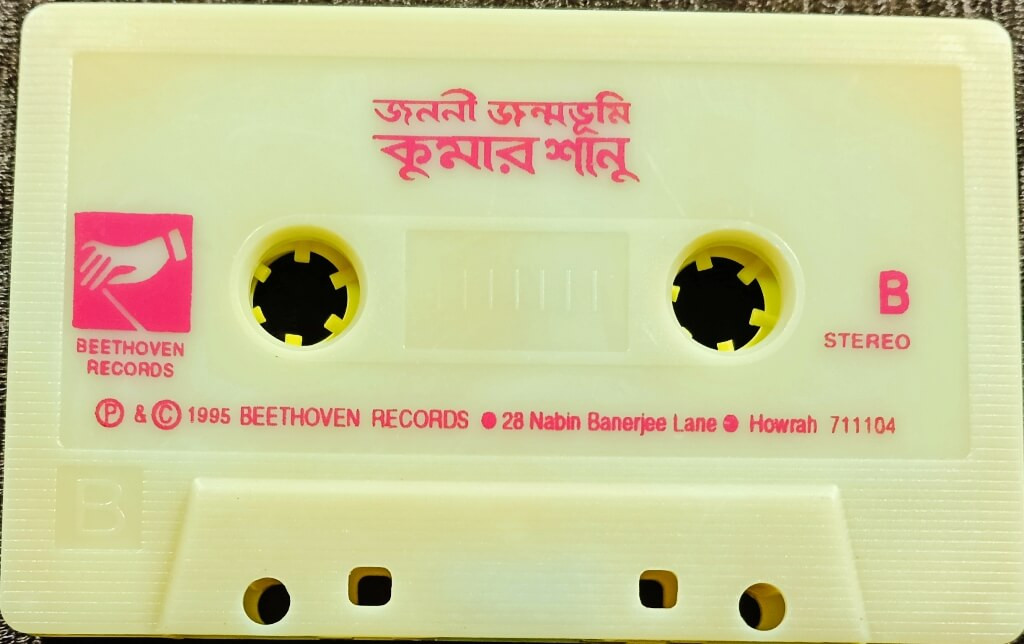 জননী জন্মভূমি
কুমার শানু
BEETHOVEN
RECORDS
B
STEREO
Ⓟ & Ⓒ 1995 BEETHOVEN RECORDS ● 28 Nabin Banerjee Lane ● Howrah 711104
B